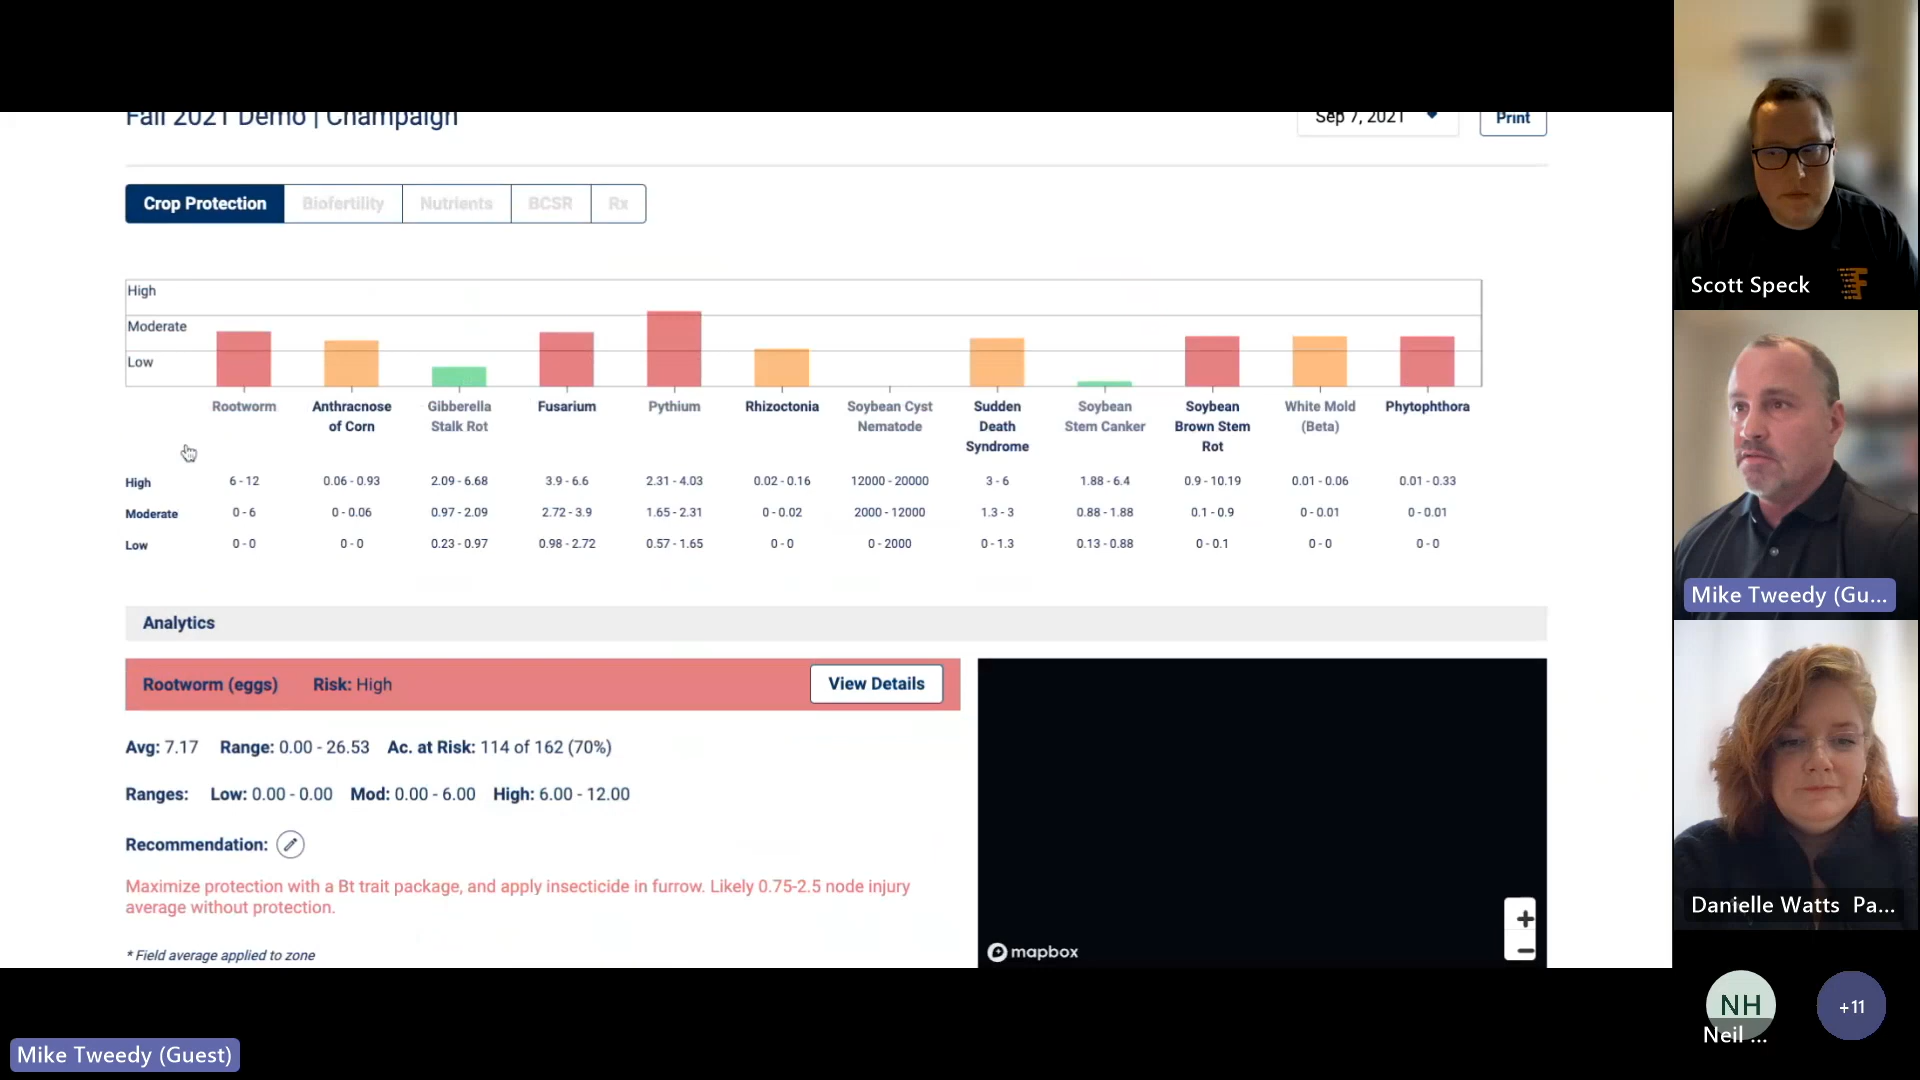 Fall 2021 Demo | Champaign
Sep 7, 2021
Print
Crop Protection
Biofertility
Nutrients
BCSR
Rx
High
Moderate
Low
Rootworm
Anthracnose
of Corn
Gibberella
Stalk Rot
Fusarium
Pythium
Rhizoctonia
Soybean Cyst
Nematode
Sudden
Death
Syndrome
Soybean
Stem Canker
Soybean
Brown Stem
Rot
White Mold
(Beta)
Phytophthora
High 6 - 12 0.06 - 0.93 2.09 - 6.68 3.9 - 6.6 2.31 - 4.03 0.02 - 0.16 12000 - 20000 3 - 6 1.88 - 6.4 0.9 - 10.19 0.01 - 0.06 0.01 - 0.33
Moderate 0 - 6 0 - 0.06 0.97 - 2.09 2.72 - 3.9 1.65 - 2.31 0 - 0.02 2000 - 12000 1.3 - 3 0.88 - 1.88 0.1 - 0.9 0 - 0.01 0 - 0.01
Low 0 - 0 0 - 0 0.23 - 0.97 0.98 - 2.72 0.57 - 1.65 0 - 0 0 - 2000 0 - 1.3 0.13 - 0.88 0 - 0.1 0 - 0 0 - 0
Analytics
Rootworm (eggs) Risk: High View Details
Avg: 7.17 Range: 0.00 - 26.53 Ac. at Risk: 114 of 162 (70%)
Ranges: Low: 0.00 - 0.00 Mod: 0.00 - 6.00 High: 6.00 - 12.00
Recommendation:
Maximize protection with a Bt trait package, and apply insecticide in furrow. Likely 0.75-2.5 node injury
average without protection.
* Field average applied to zone
mapbox
+
−
Scott Speck
Mike Tweedy (Gu...
Danielle Watts Pa...
NH
Neil ...
+11
Mike Tweedy (Guest)